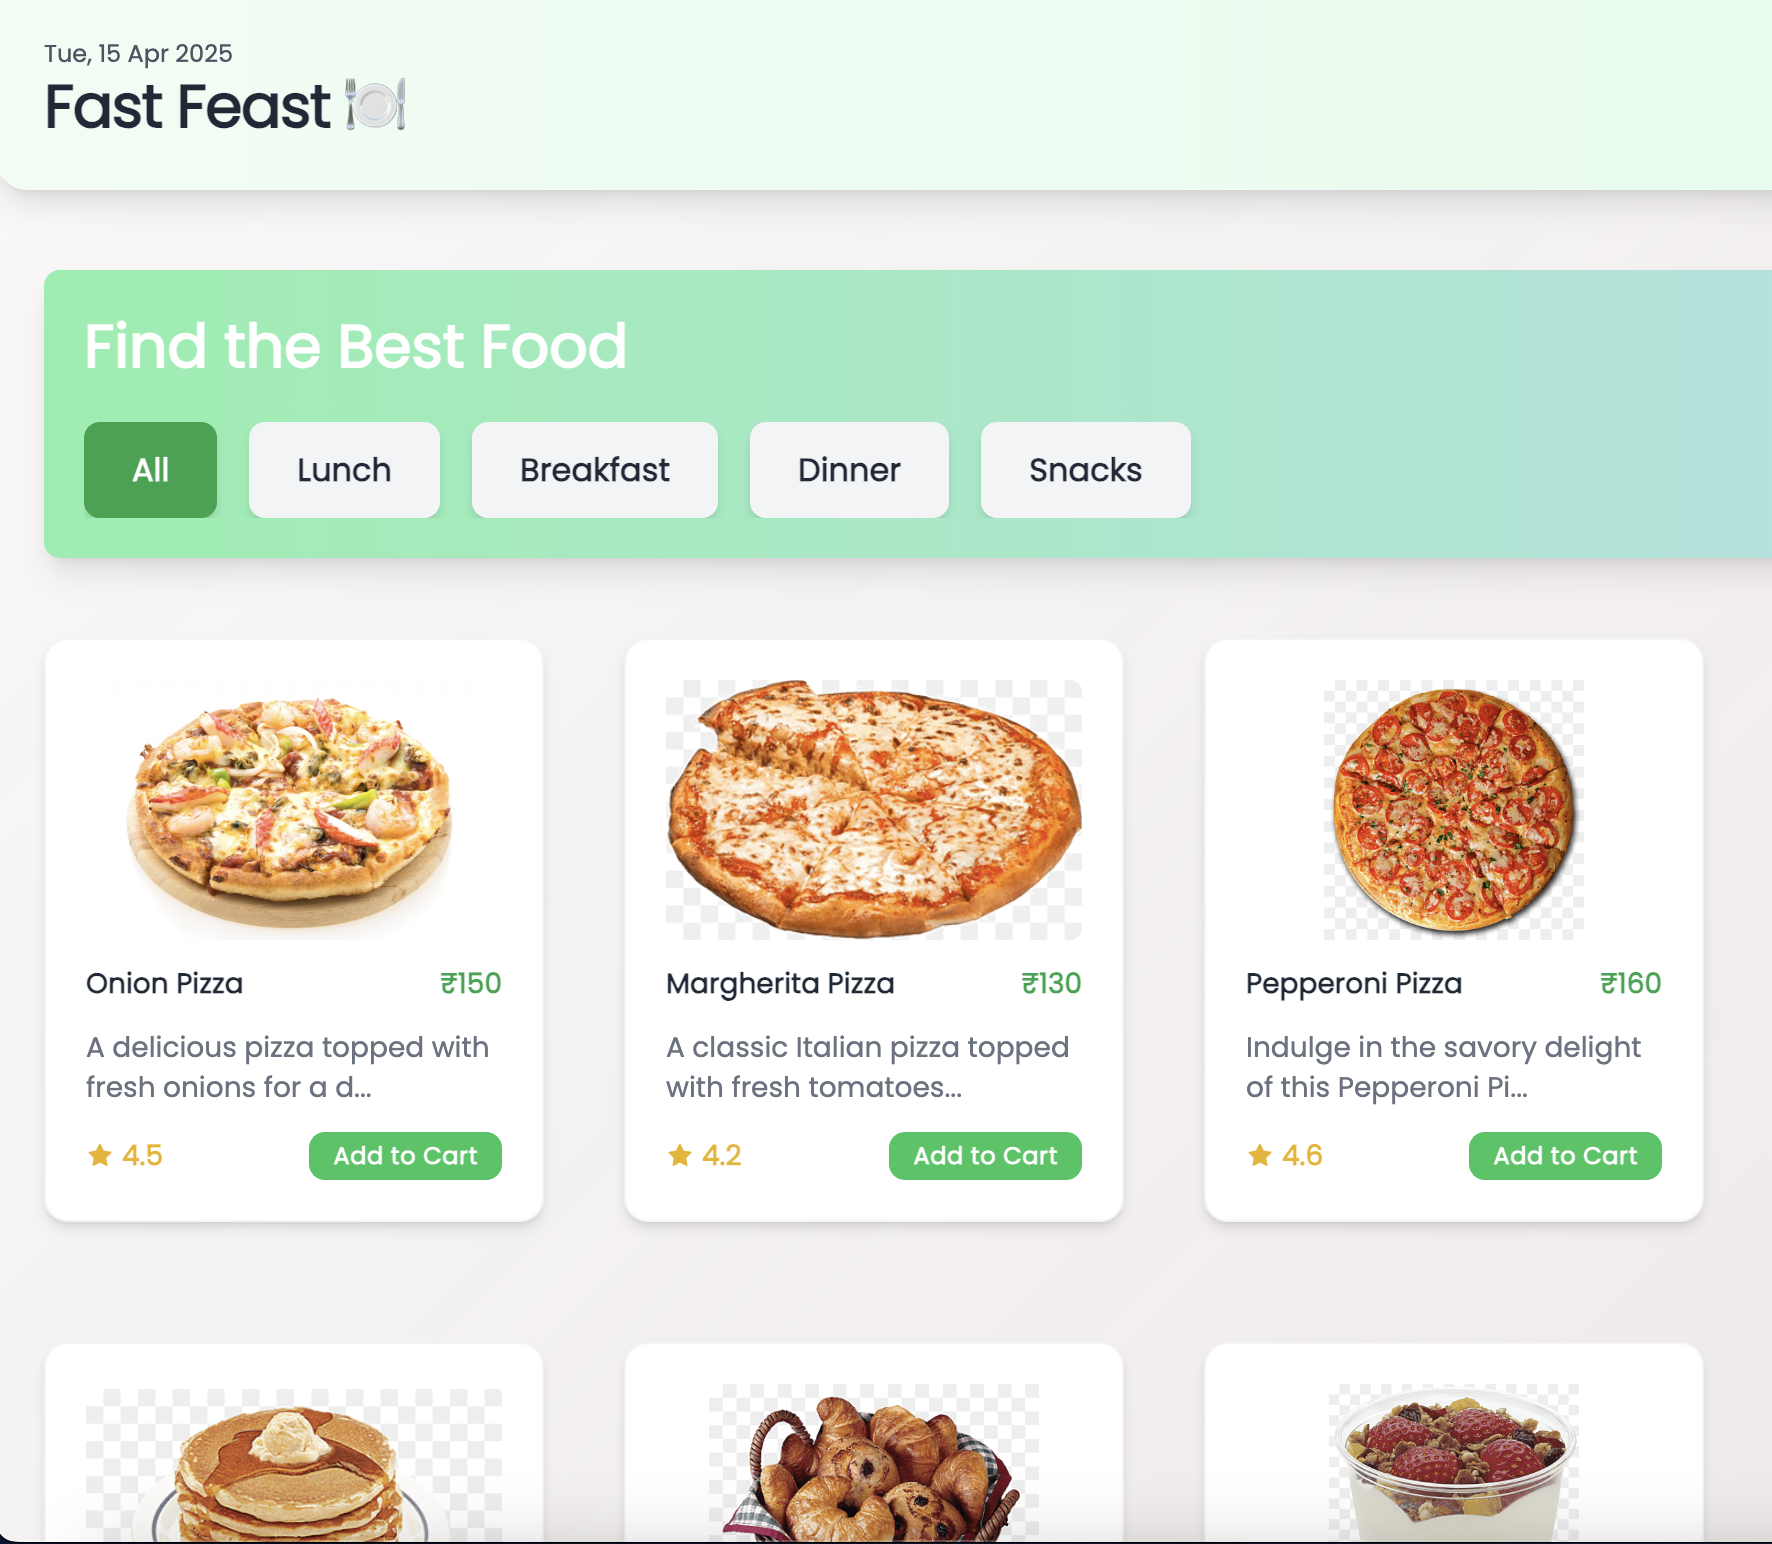 Tue, 15 Apr 2025
Fast Feast
Find the Best Food
All
Lunch
Breakfast
Dinner
Snacks
Onion Pizza
₹150
A delicious pizza topped with
fresh onions for a d...
4.5
Add to Cart
Margherita Pizza
₹130
A classic Italian pizza topped
with fresh tomatoes...
4.2
Add to Cart
Pepperoni Pizza
₹160
Indulge in the savory delight
of this Pepperoni Pi...
4.6
Add to Cart